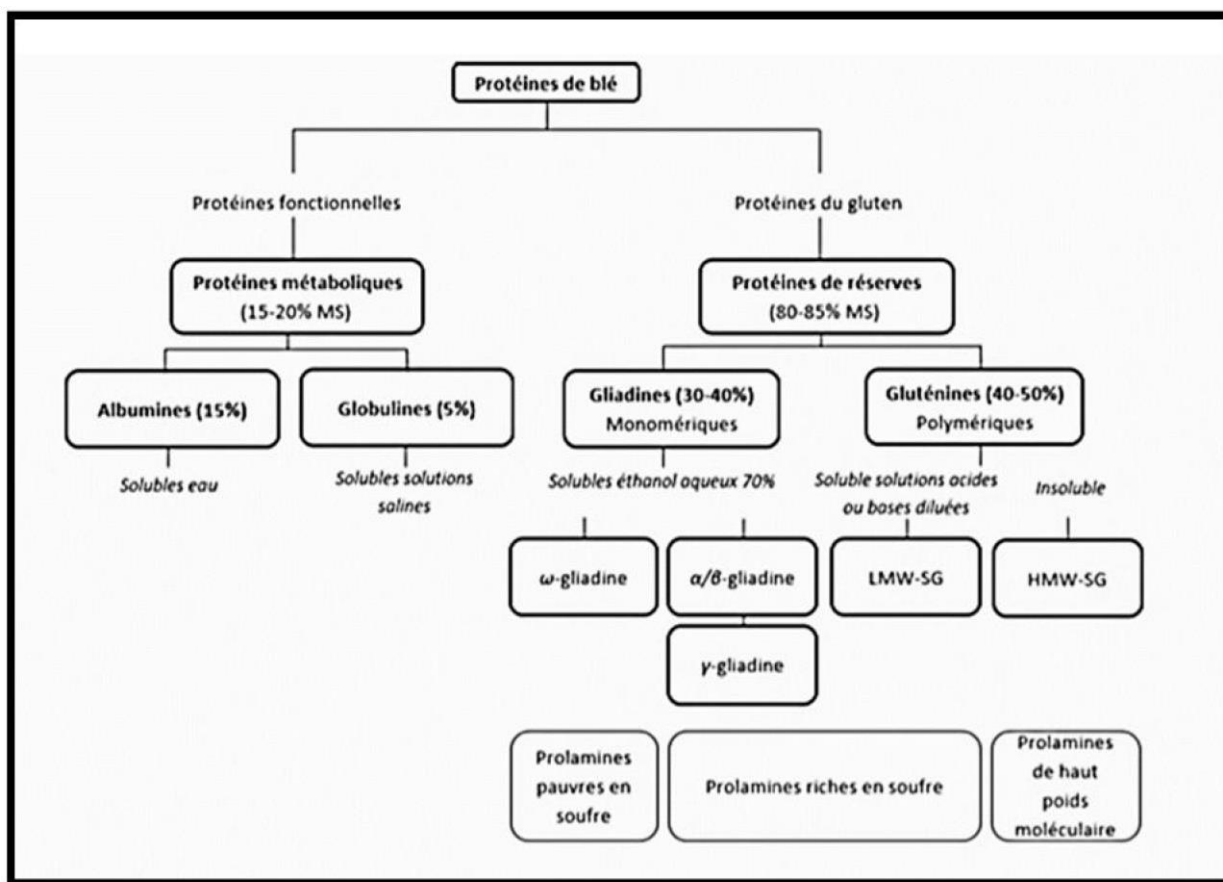 Protéines de blé
Protéines fonctionnelles
Protéines du gluten
Protéines métaboliques
(15-20% MS)
Protéines de réserves
(80-85% MS)
Albumines (15%)
Globulines (5%)
Gliadines (30-40%)
Monomériques
Gluténines (40-50%)
Polymériques
Solubles eau
Solubles solutions
salines
Solubles éthanol aqueux 70%
Soluble solutions acides
ou bases diluées
Insoluble
ω-gliadine
α/β-gliadine
LMW-SG
HMW-SG
γ-gliadine
Prolamines
pauvres en
soufre
Prolamines riches en soufre
Prolamines
de haut
poids
moléculaire